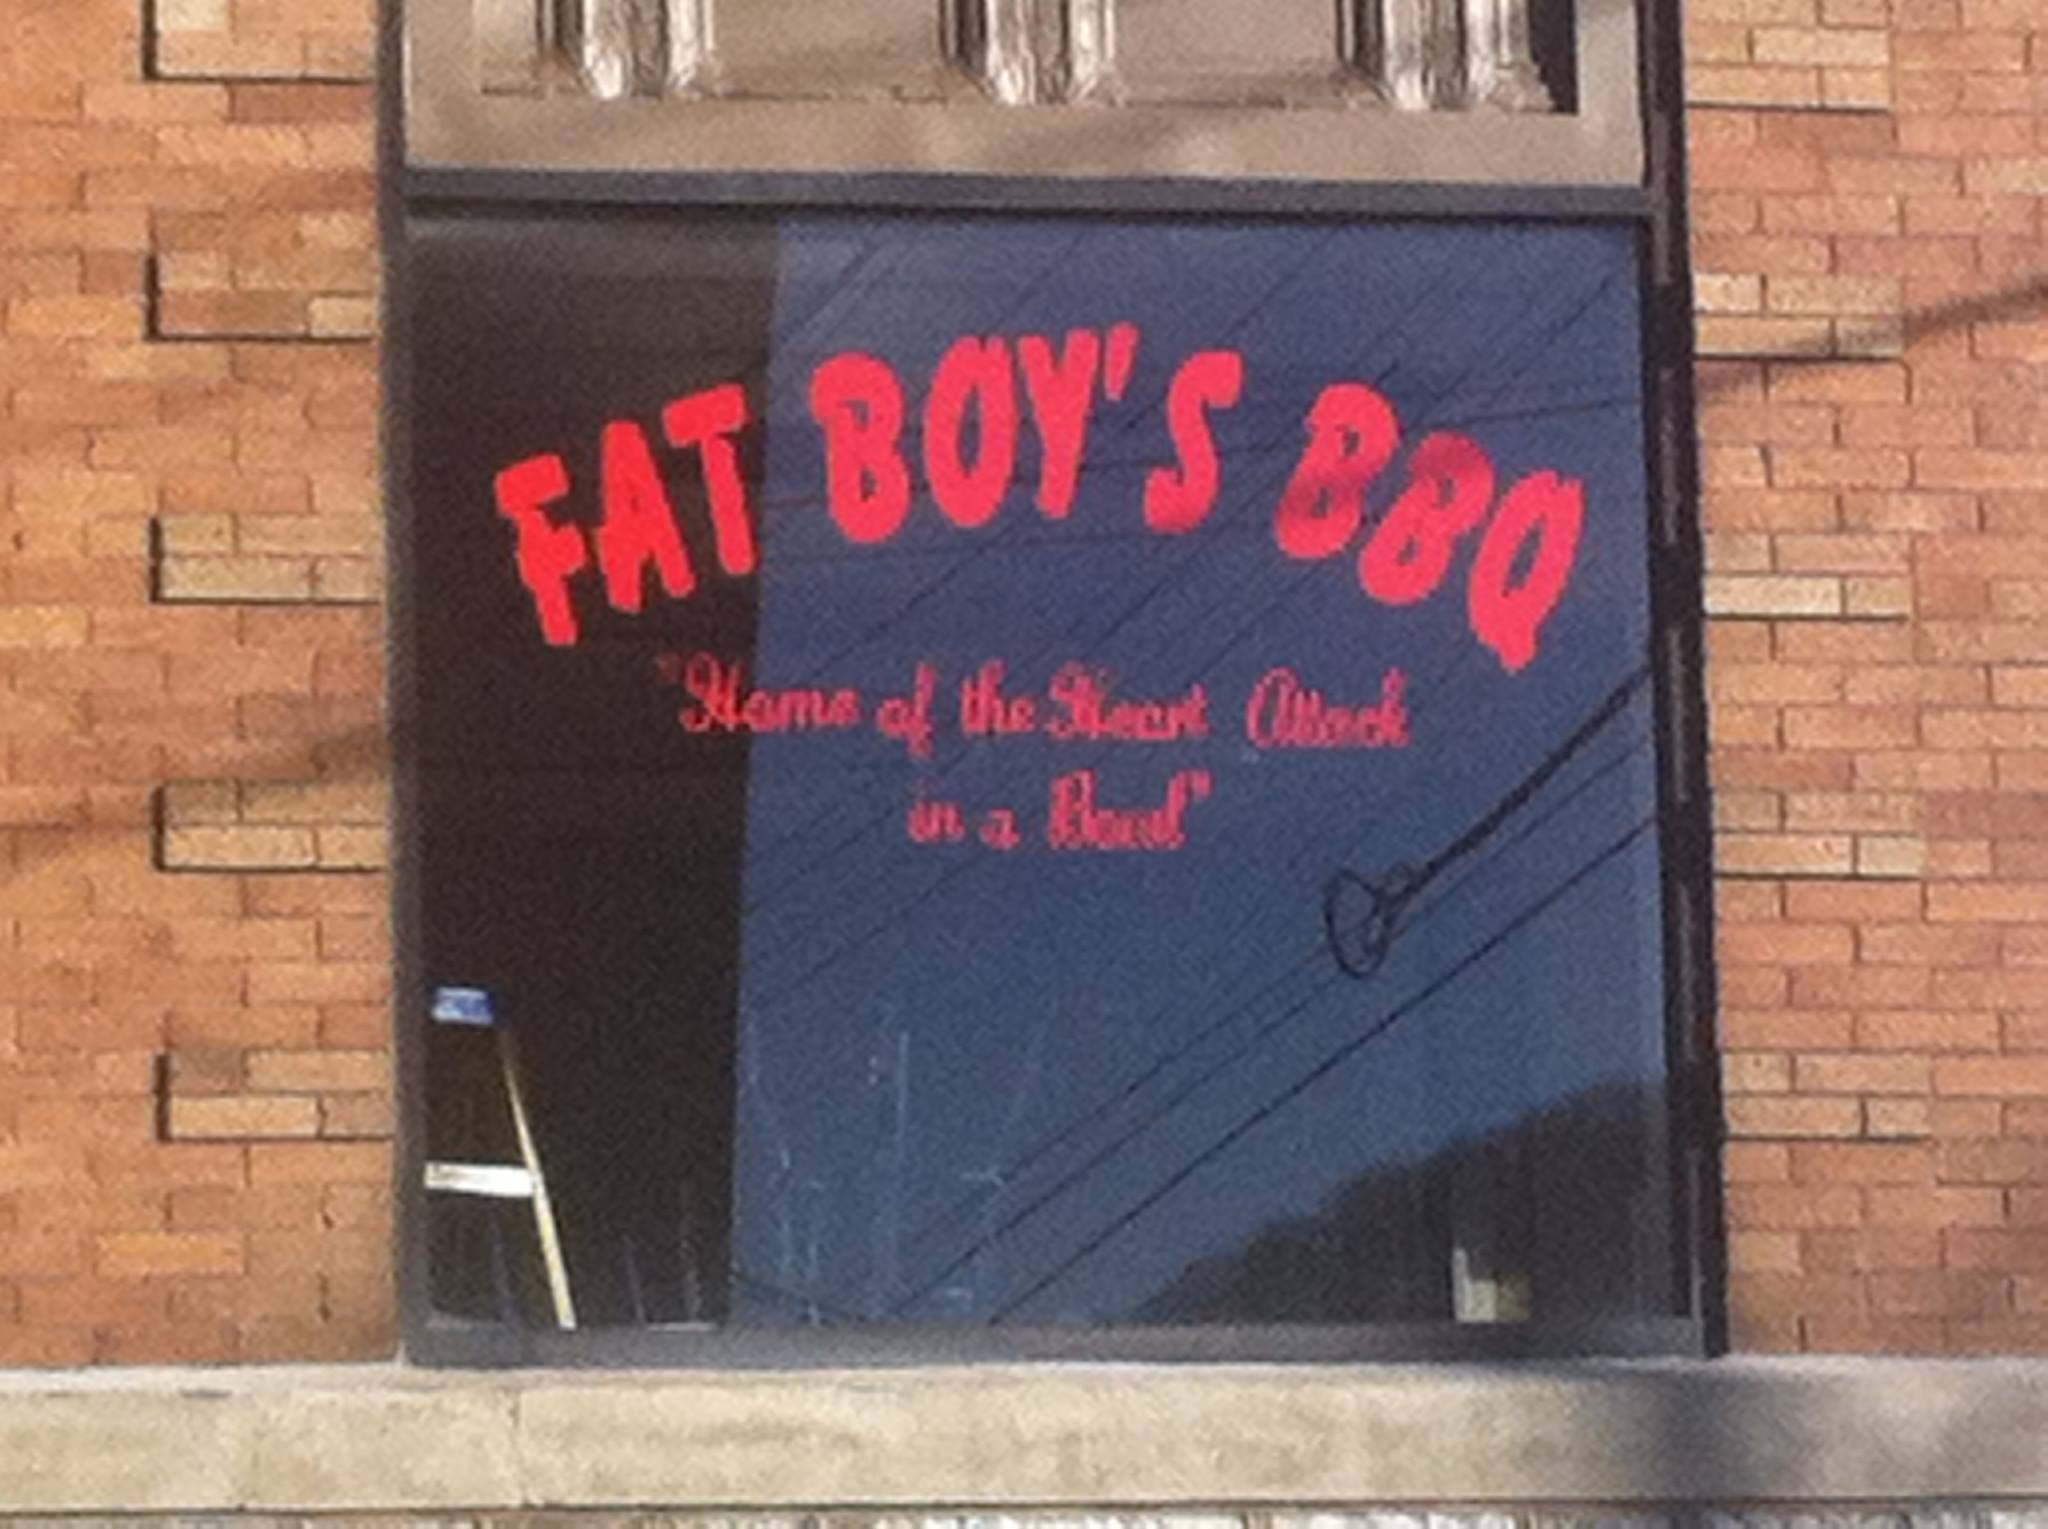 FAT BOY'S BBQ
"Home of the Heart Attack
in a Bowl"